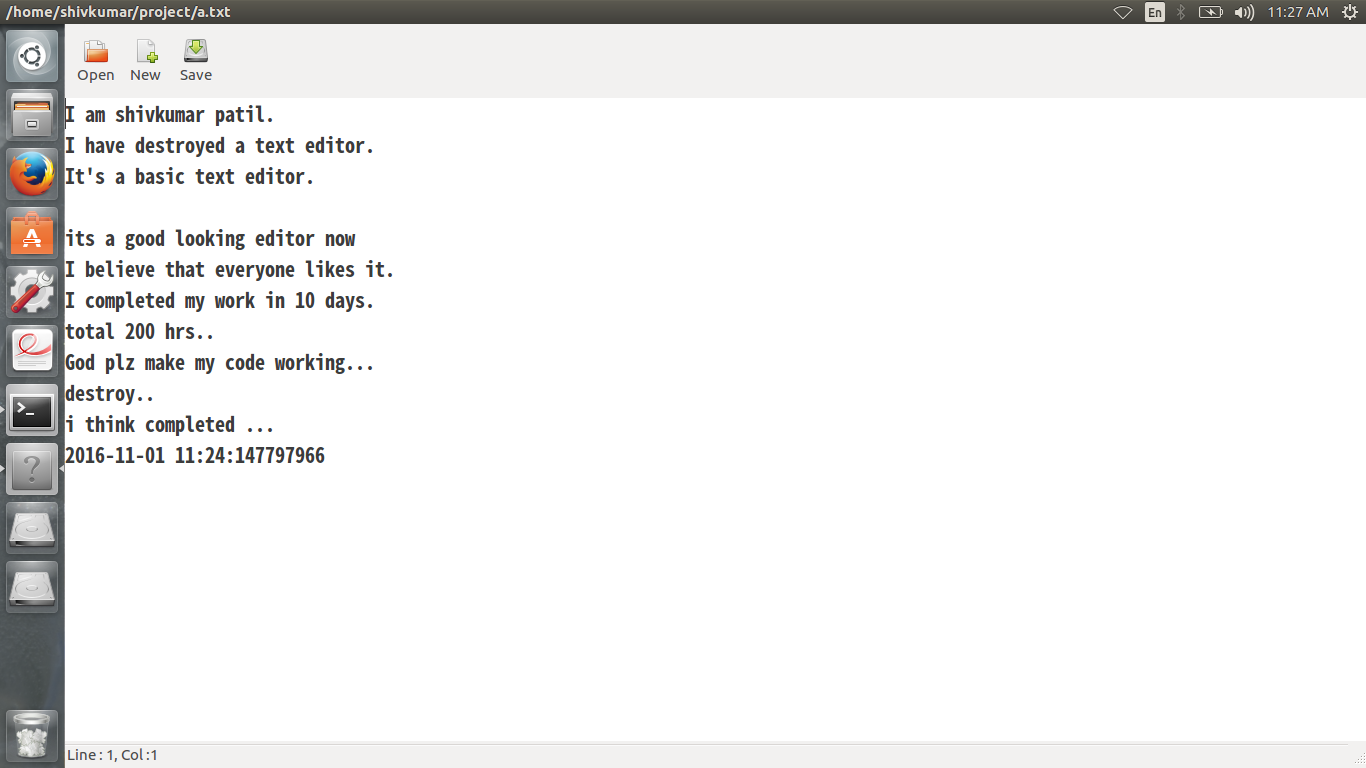 /home/shivkumar/project/a.txt
En
11:27 AM
Open New Save
I am shivkumar patil.
I have destroyed a text editor.
It's a basic text editor.
its a good looking editor now
I believe that everyone likes it.
I completed my work in 10 days.
total 200 hrs..
God plz make my code working...
destroy..
i think completed ...
2016-11-01 11:24:147797966
Line : 1, Col :1